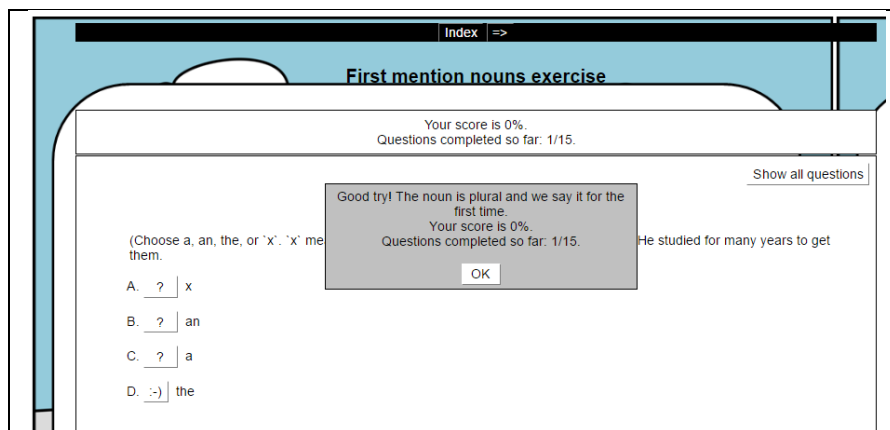 Index =>
First mention nouns exercise
Your score is 0%.
Questions completed so far: 1/15.
Show all questions
Good try! The noun is plural and we say it for the
first time.
Your score is 0%.
Questions completed so far: 1/15.
OK
(Choose a, an, the, or `x`. `x` me He studied for many years to get
them.
A. ? x
B. ? an
C. ? a
D. :-) the